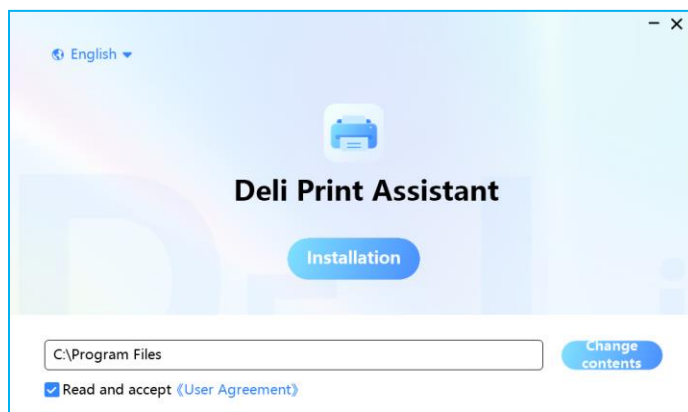 English
Deli Print Assistant
Installation
C:\Program Files
Change
contents
Read and accept 《User Agreement》